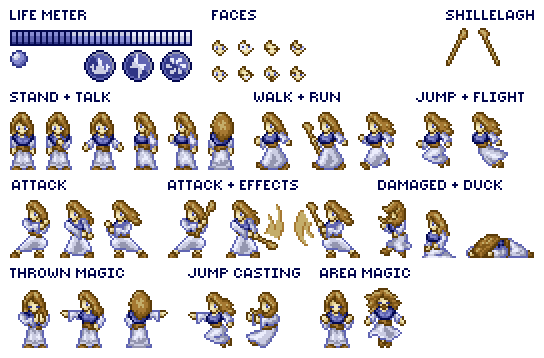 LIFE METER FACES SHILLELAGH
STAND + TALK WALK + RUN JUMP + FLIGHT
ATTACK ATTACK + EFFECTS DAMAGED + DUCK
THROWN MAGIC JUMP CASTING AREA MAGIC